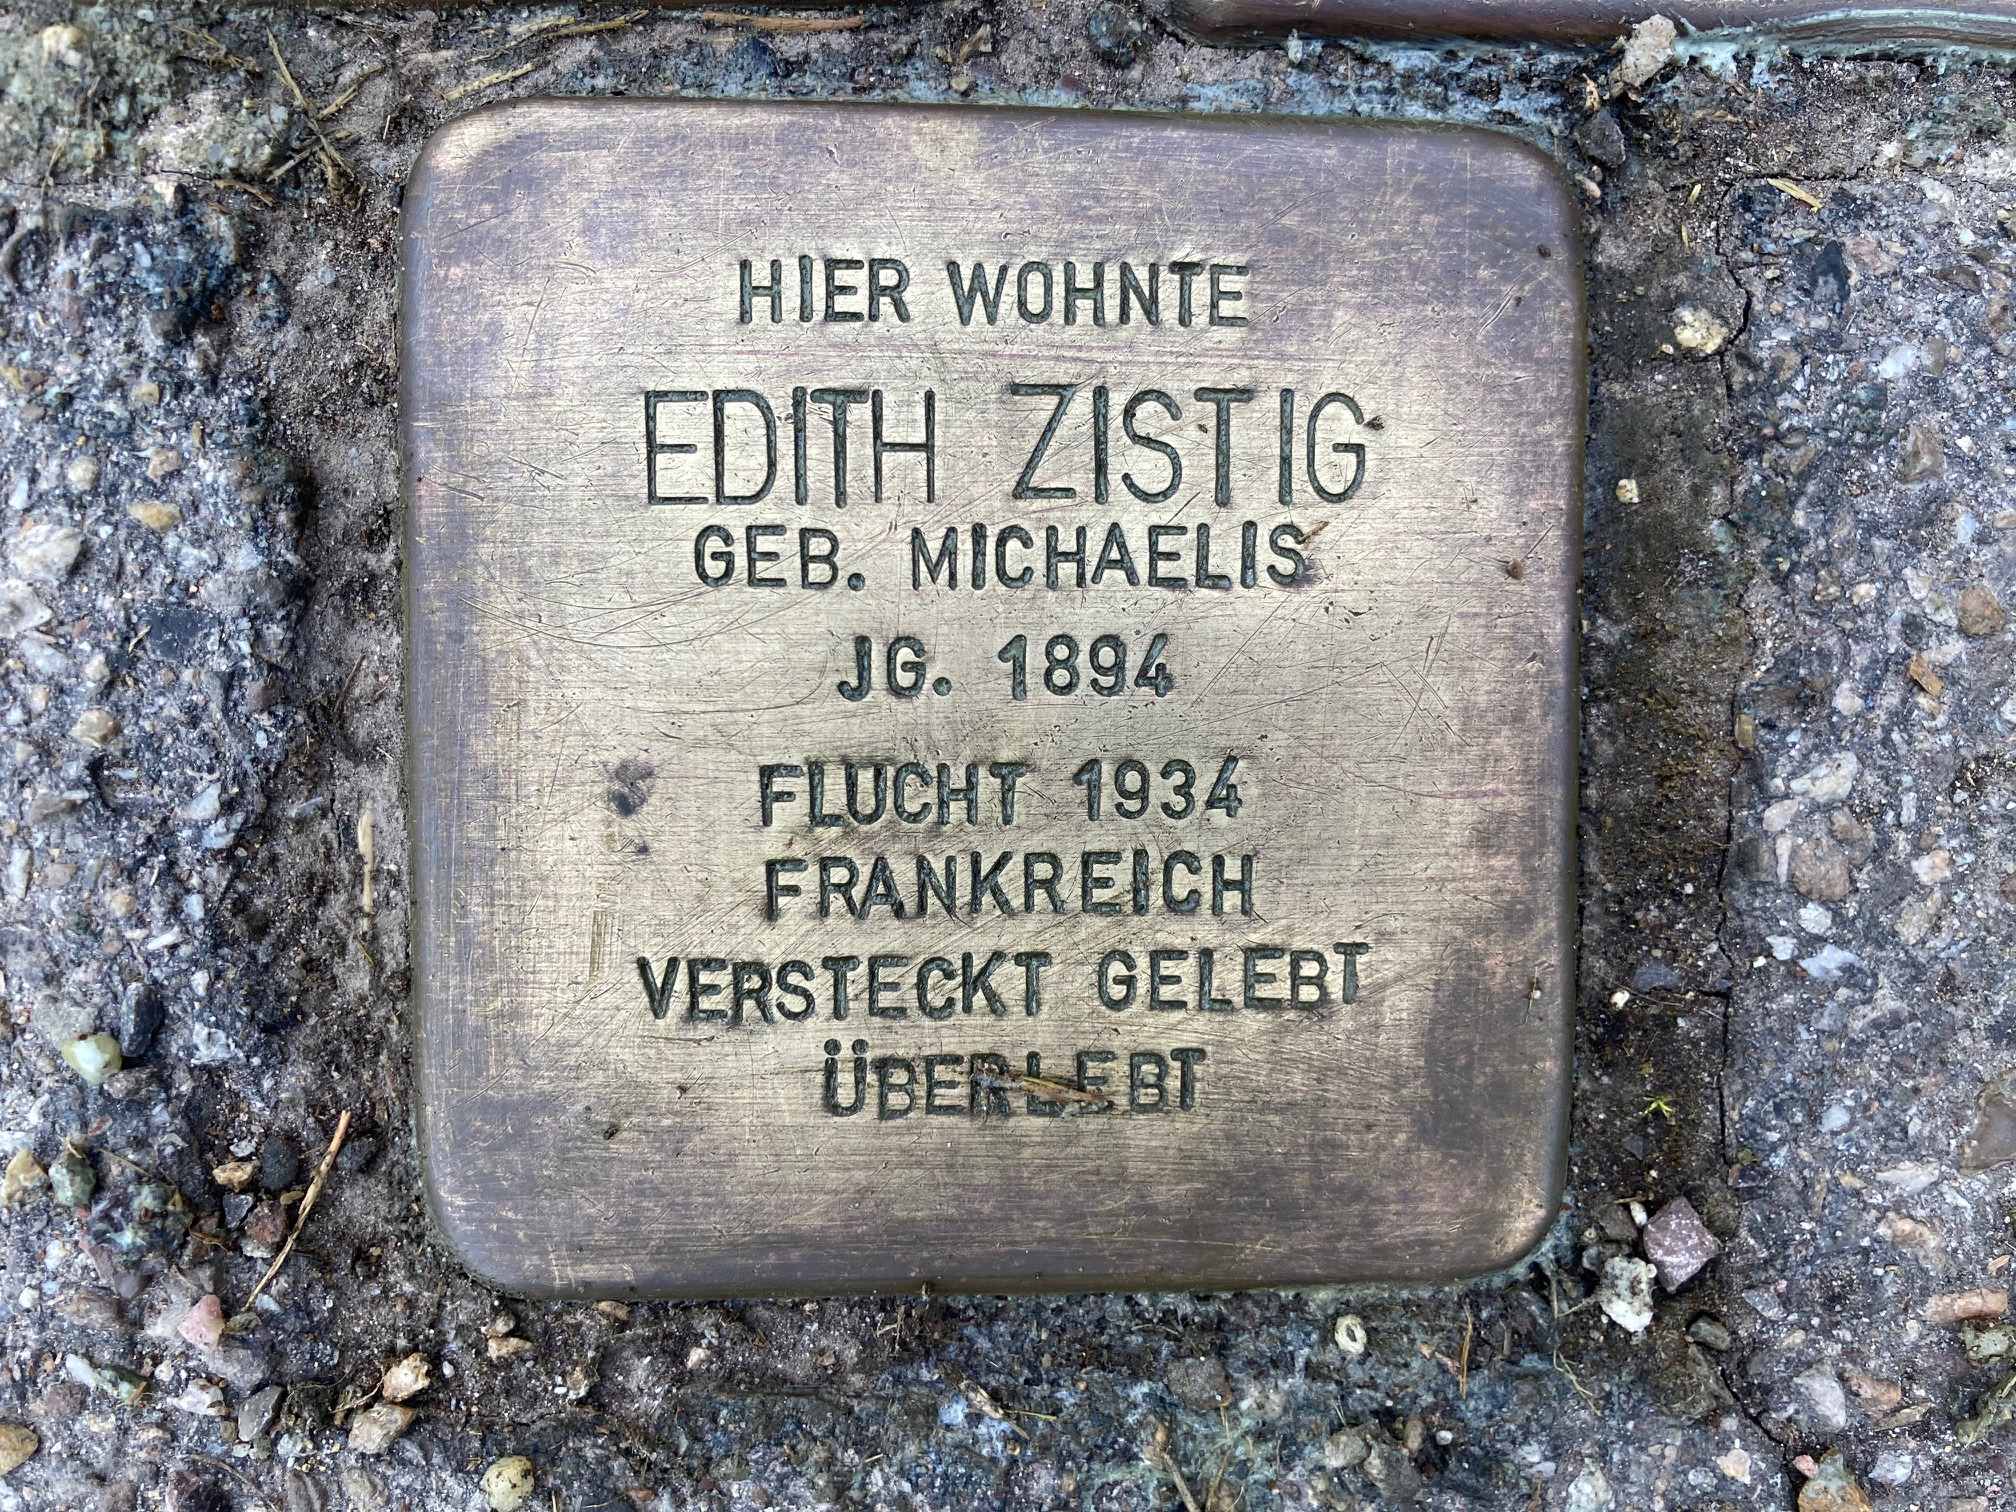 HIER WOHNTE
EDITH ZISTIG
GEB. MICHAELIS
JG. 1894
FLUCHT 1934
FRANKREICH
VERSTECKT GELEBT
ÜBERLEBT